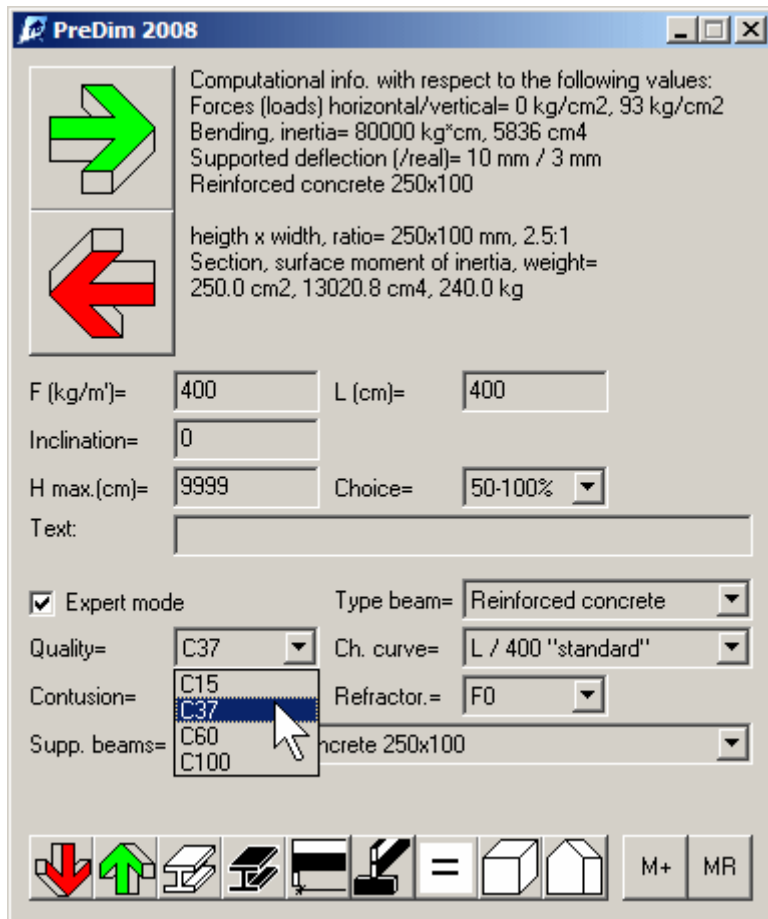 PreDim 2008
Computational info. with respect to the following values:
Forces (loads) horizontal/vertical= 0 kg/cm2, 93 kg/cm2
Bending, inertia= 80000 kg*cm, 5836 cm4
Supported deflection (/real)= 10 mm / 3 mm
Reinforced concrete 250x100
heigth x width, ratio= 250x100 mm, 2.5:1
Section, surface moment of inertia, weight=
250.0 cm2, 13020.8 cm4, 240.0 kg
F (kg/m')= 400 L (cm)= 400
Inclination= 0
H max.(cm)= 9999 Choice= 50-100%
Text:
Expert mode Type beam= Reinforced concrete
Quality= C37 Ch. curve= L / 400 "standard"
C15
Contusion= C37 Refractor.= F0
C60
Supp. beams= ncrete 250x100
C100
= M+ MR